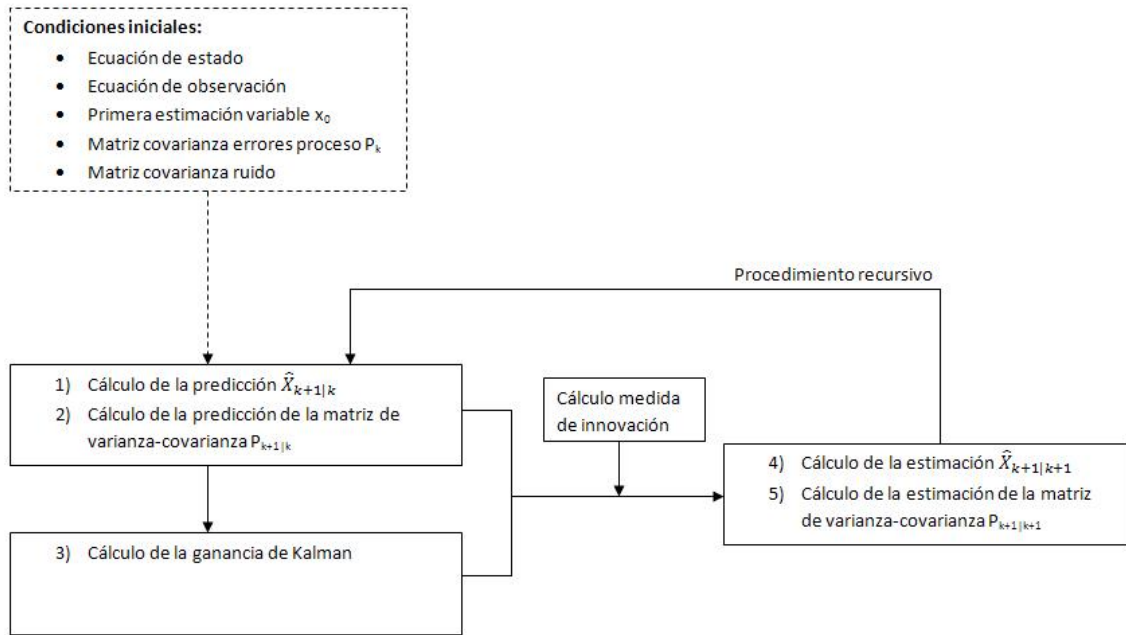 Condiciones iniciales:
• Ecuación de estado
• Ecuación de observación
• Primera estimación variable x₀
• Matriz covarianza errores proceso Pₖ
• Matriz covarianza ruido
Procedimiento recursivo
1) Cálculo de la predicción X̂ₖ₊₁|ₖ
2) Cálculo de la predicción de la matriz de
varianza-covarianza Pₖ₊₁|ₖ
Cálculo medida
de innovación
3) Cálculo de la ganancia de Kalman
4) Cálculo de la estimación X̂ₖ₊₁|ₖ₊₁
5) Cálculo de la estimación de la matriz
de varianza-covarianza Pₖ₊₁|ₖ₊₁